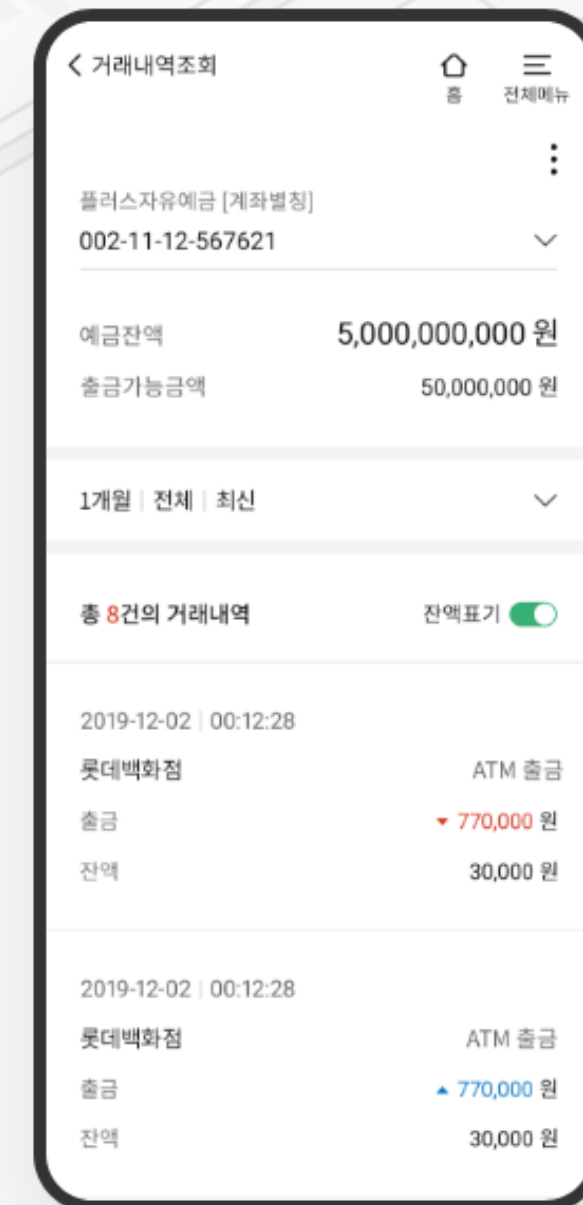 거래내역조회
홈 전체메뉴
플러스자유예금 [계좌별칭]
002-11-12-567621
예금잔액 5,000,000,000 원
출금가능금액 50,000,000 원
1개월 | 전체 | 최신
총 8건의 거래내역 잔액표기
2019-12-02 | 00:12:28
롯데백화점 ATM 출금
출금 ▼ 770,000 원
잔액 30,000 원
2019-12-02 | 00:12:28
롯데백화점 ATM 출금
출금 ▲ 770,000 원
잔액 30,000 원